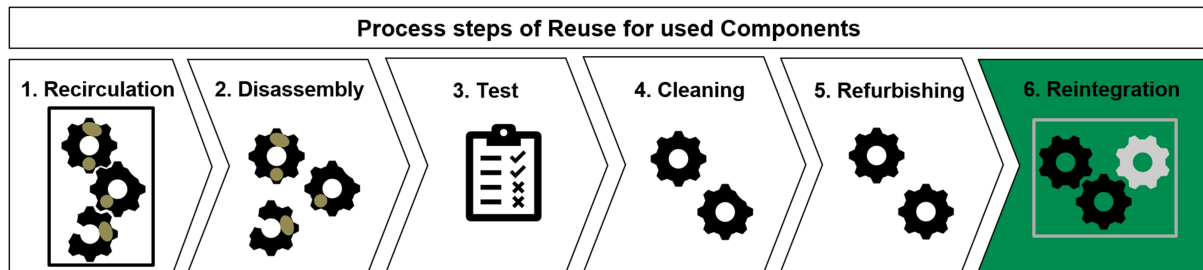 Process steps of Reuse for used Components
1. Recirculation
2. Disassembly
3. Test
4. Cleaning
5. Refurbishing
6. Reintegration